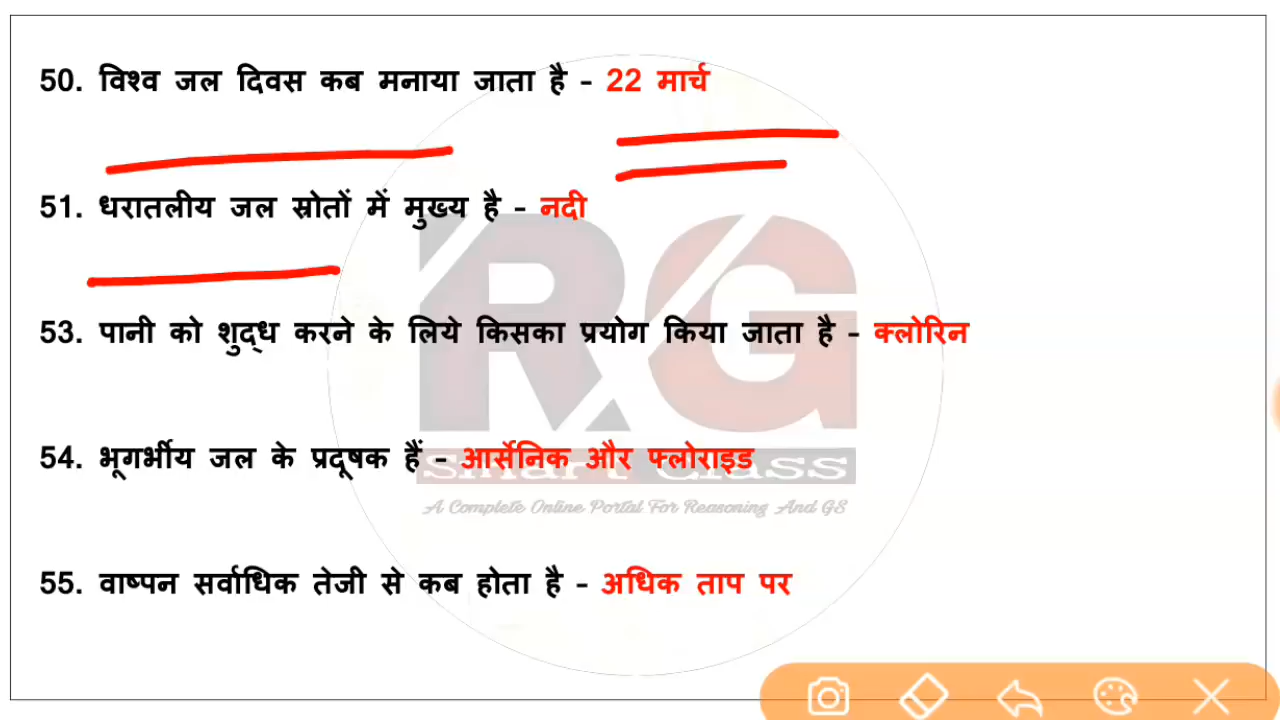 50. विश्व जल दिवस कब मनाया जाता है - 22 मार्च
51. धरातलीय जल स्रोतों में मुख्य है - नदी
RG
53. पानी को शुद्ध करने के लिये किसका प्रयोग किया जाता है - क्लोरिन
54. भूगर्भीय जल के प्रदूषक हैं - आर्सेनिक और फ्लोराइड
Smart Class
A Complete Online Portal For Reasoning And GS
55. वाष्पन सर्वाधिक तेजी से कब होता है - अधिक ताप पर